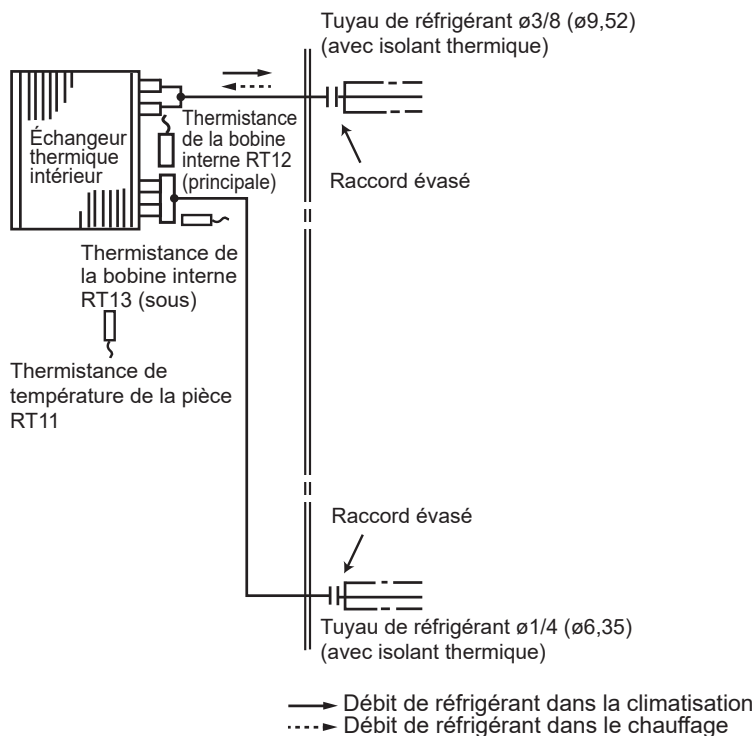 Tuyau de réfrigérant ø3/8 (ø9,52)
(avec isolant thermique)
Échangeur
thermique
intérieur
Thermistance
de la bobine
interne RT12
(principale)
Raccord évasé
Thermistance de
la bobine interne
RT13 (sous)
Thermistance de
température de la pièce
RT11
Raccord évasé
Tuyau de réfrigérant ø1/4 (ø6,35)
(avec isolant thermique)
Débit de réfrigérant dans la climatisation
Débit de réfrigérant dans le chauffage